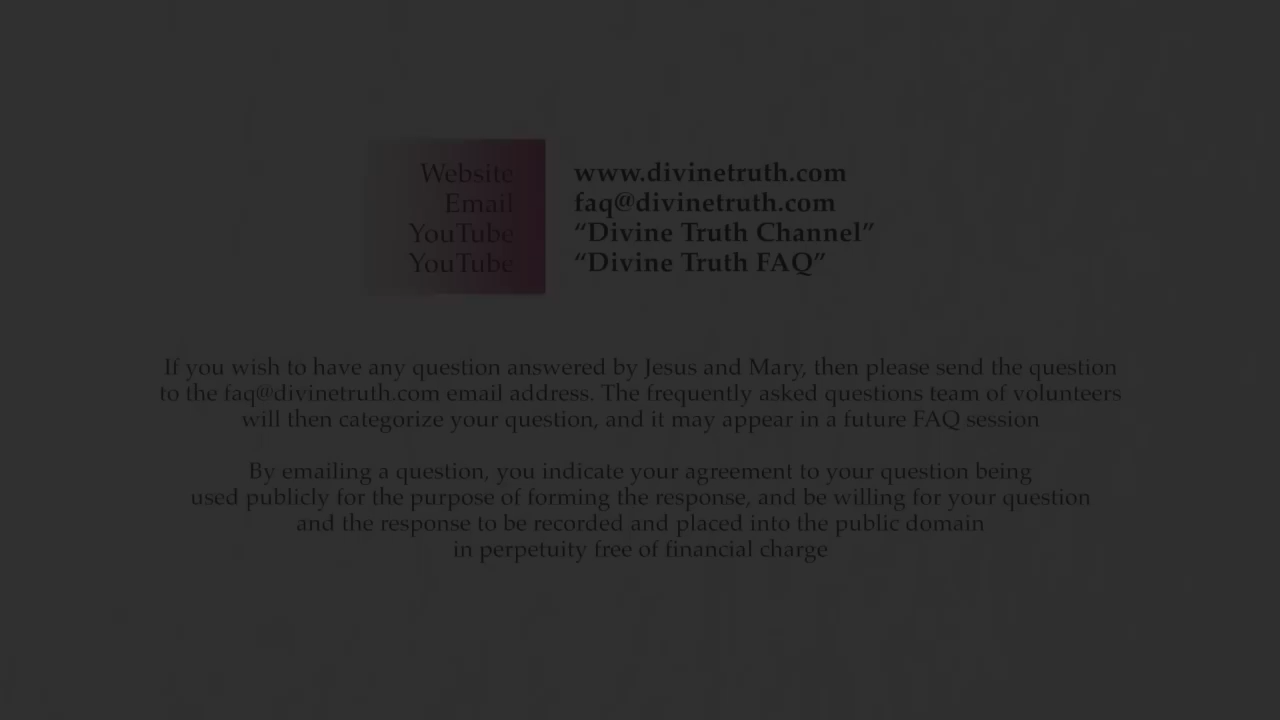 Website www.divinetruth.com
Email faq@divinetruth.com
YouTube “Divine Truth Channel”
YouTube “Divine Truth FAQ”
If you wish to have any question answered by Jesus and Mary, then please send the question
to the faq@divinetruth.com email address. The frequently asked questions team of volunteers
will then categorize your question, and it may appear in a future FAQ session
By emailing a question, you indicate your agreement to your question being
used publicly for the purpose of forming the response, and be willing for your question
and the response to be recorded and placed into the public domain
in perpetuity free of financial charge